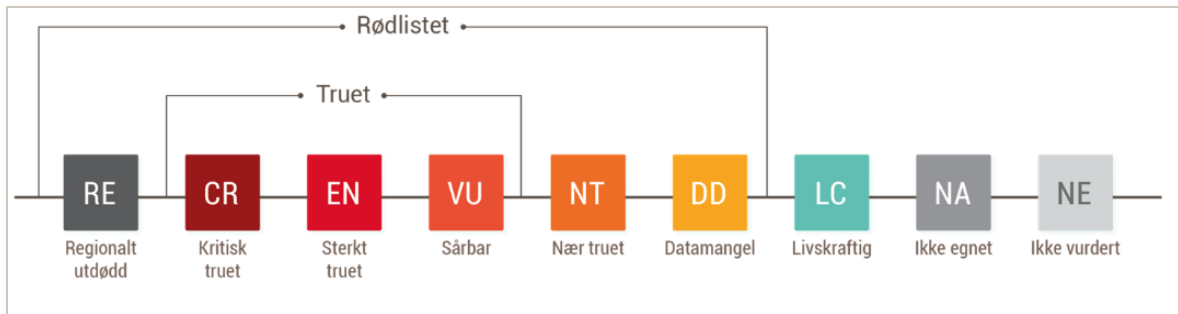 Rødlistet
Truet
RE
CR
EN
VU
NT
DD
LC
NA
NE
Regionalt
utdødd
Kritisk
truet
Sterkt
truet
Sårbar
Nær truet
Datamangel
Livskraftig
Ikke egnet
Ikke vurdert